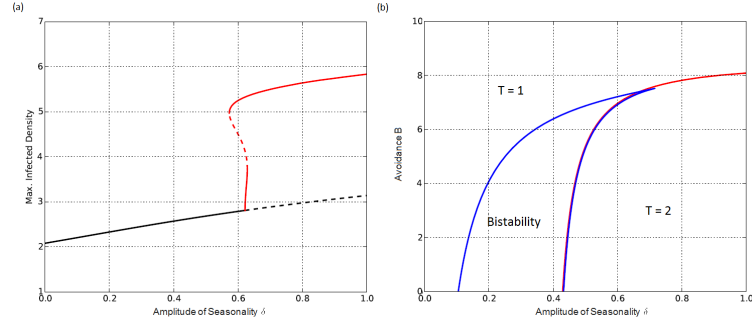 (a)
(b)
7
6
5
4
3
2
1
Max. Infected Density
0.0 0.2 0.4 0.6 0.8 1.0
Amplitude of Seasonality δ
10
8
6
4
2
0
Avoidance B
T = 1
Bistability
T = 2
0.0 0.2 0.4 0.6 0.8 1.0
Amplitude of Seasonality δ